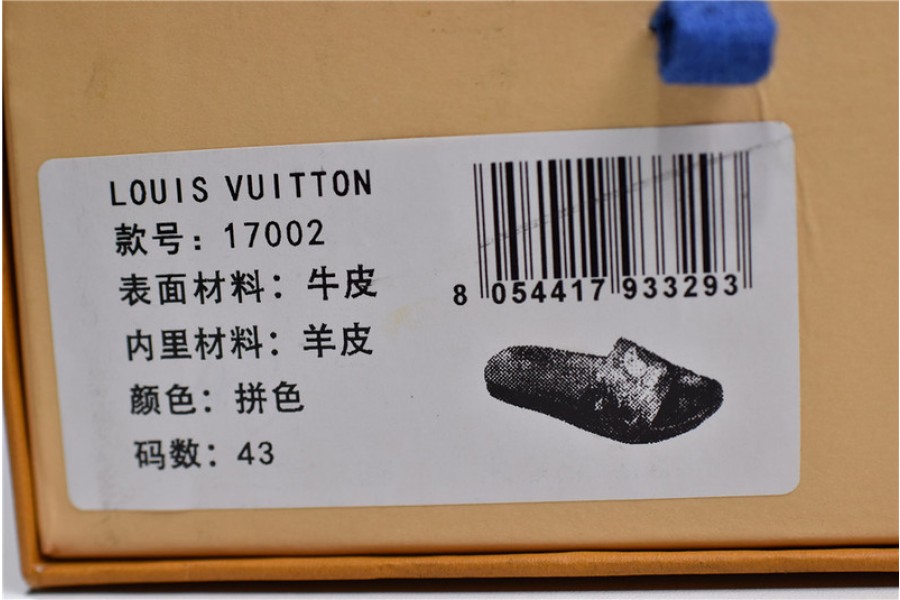 LOUIS VUITTON
款号：17002
表面材料：牛皮
内里材料：羊皮
颜色：拼色
码数：43
8 054417 933293